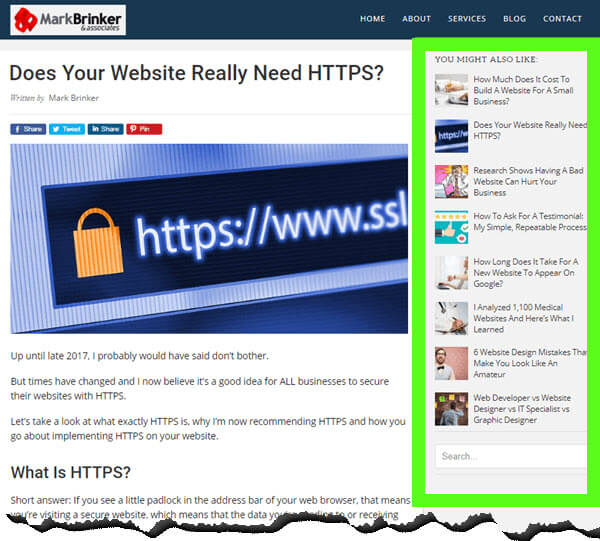 MarkBrinker
& associates
HOME ABOUT SERVICES BLOG CONTACT
Does Your Website Really Need HTTPS?
Written by Mark Brinker
Share Tweet Share Pin
https://www.ssl
Up until late 2017, I probably would have said don't bother.
But times have changed and I now believe it's a good idea for ALL businesses to secure
their websites with HTTPS.
Let's take a look at what exactly HTTPS is, why I'm now recommending HTTPS and how you
go about implementing HTTPS on your website.
What Is HTTPS?
Short answer: If you see a little padlock in the address bar of your web browser, that means
you're visiting a secure website, which means that the data you're sending to or receiving
YOU MIGHT ALSO LIKE:
How Much Does It Cost To
Build A Website For A Small
Business?
https://w
Does Your Website Really Need
HTTPS?
Research Shows Having A Bad
Website Can Hurt Your
Business
How To Ask For A Testimonial:
My Simple, Repeatable Process
How Long Does It Take For A
New Website To Appear On
Google?
I Analyzed 1,100 Medical
Websites And Here's What I
Learned
6 Website Design Mistakes That
Make You Look Like An
Amateur
Web Developer vs Website
Designer vs IT Specialist vs
Graphic Designer
Search...